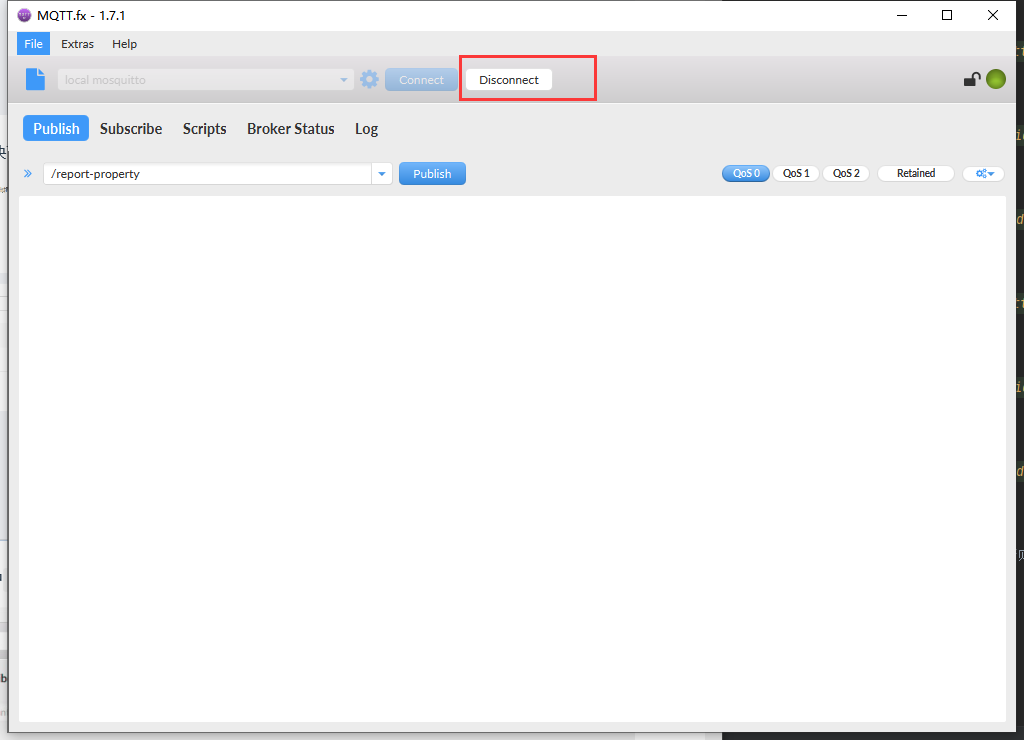 MQTT.fx - 1.7.1
File Extras Help
local mosquitto Connect Disconnect
Publish Subscribe Scripts Broker Status Log
/report-property Publish QoS 0 QoS 1 QoS 2 Retained